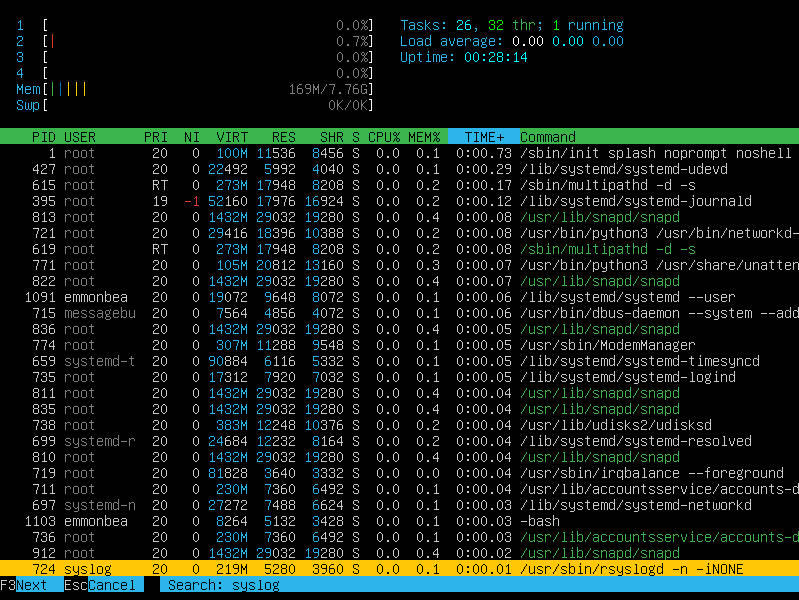 1 [ 0.0%] Tasks: 26, 32 thr; 1 running
2 [| 0.7%] Load average: 0.00 0.00 0.00
3 [ 0.0%] Uptime: 00:28:14
4 [ 0.0%]
Mem[||||| 169M/7.76G]
Swp[ 0K/0K]
PID USER PRI NI VIRT RES SHR S CPU% MEM% TIME+ Command
1 root 20 0 100M 11536 8456 S 0.0 0.1 0:00.73 /sbin/init splash noprompt noshell
427 root 20 0 22492 5992 4040 S 0.0 0.1 0:00.29 /lib/systemd/systemd-udevd
615 root RT 0 273M 17948 8208 S 0.0 0.2 0:00.17 /sbin/multipathd -d -s
395 root 19 -1 52160 17976 16924 S 0.0 0.2 0:00.12 /lib/systemd/systemd-journald
813 root 20 0 1432M 29032 19280 S 0.0 0.4 0:00.08 /usr/lib/snapd/snapd
721 root 20 0 29416 18396 10388 S 0.0 0.2 0:00.08 /usr/bin/python3 /usr/bin/networkd-
619 root RT 0 273M 17948 8208 S 0.0 0.2 0:00.08 /sbin/multipathd -d -s
771 root 20 0 105M 20812 13160 S 0.0 0.3 0:00.07 /usr/bin/python3 /usr/share/unatten
822 root 20 0 1432M 29032 19280 S 0.0 0.4 0:00.07 /usr/lib/snapd/snapd
1091 emmonbea 20 0 19072 9648 8072 S 0.0 0.1 0:00.06 /lib/systemd/systemd --user
715 messagebu 20 0 7564 4856 4072 S 0.0 0.1 0:00.06 /usr/bin/dbus-daemon --system --add
836 root 20 0 1432M 29032 19280 S 0.0 0.4 0:00.06 /usr/lib/snapd/snapd
774 root 20 0 307M 11288 9548 S 0.0 0.1 0:00.05 /usr/sbin/ModemManager
659 systemd-t 20 0 90884 6116 5332 S 0.0 0.1 0:00.05 /lib/systemd/systemd-timesyncd
735 root 20 0 17312 7920 7032 S 0.0 0.1 0:00.05 /lib/systemd/systemd-logind
811 root 20 0 1432M 29032 19280 S 0.0 0.4 0:00.04 /usr/lib/snapd/snapd
835 root 20 0 1432M 29032 19280 S 0.0 0.4 0:00.04 /usr/lib/snapd/snapd
738 root 20 0 383M 12248 10376 S 0.0 0.2 0:00.04 /usr/lib/udisks2/udisksd
699 systemd-r 20 0 24684 12232 8164 S 0.0 0.2 0:00.04 /lib/systemd/systemd-resolved
810 root 20 0 1432M 29032 19280 S 0.0 0.4 0:00.04 /usr/lib/snapd/snapd
719 root 20 0 81828 3640 3332 S 0.0 0.0 0:00.04 /usr/sbin/irqbalance --foreground
711 root 20 0 230M 7360 6492 S 0.0 0.1 0:00.04 /usr/lib/accountsservice/accounts-d
697 systemd-n 20 0 27272 7488 6624 S 0.0 0.1 0:00.03 /lib/systemd/systemd-networkd
1103 emmonbea 20 0 8264 5132 3428 S 0.0 0.1 0:00.03 -bash
736 root 20 0 230M 7360 6492 S 0.0 0.1 0:00.03 /usr/lib/accountsservice/accounts-d
912 root 20 0 1432M 29032 19280 S 0.0 0.4 0:00.02 /usr/lib/snapd/snapd
724 syslog 20 0 219M 5280 3960 S 0.0 0.1 0:00.01 /usr/sbin/rsyslogd -n -iNONE
F3Next EscCancel Search: syslog